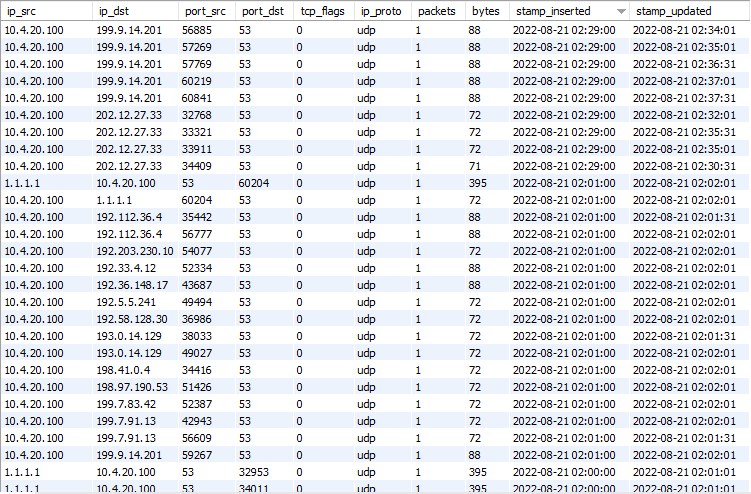 ip_src ip_dst port_src port_dst tcp_flags ip_proto packets bytes stamp_inserted stamp_updated
10.4.20.100 199.9.14.201 56885 53 0 udp 1 88 2022-08-21 02:29:00 2022-08-21 02:34:01
10.4.20.100 199.9.14.201 57269 53 0 udp 1 88 2022-08-21 02:29:00 2022-08-21 02:35:01
10.4.20.100 199.9.14.201 57769 53 0 udp 1 88 2022-08-21 02:29:00 2022-08-21 02:36:31
10.4.20.100 199.9.14.201 60219 53 0 udp 1 88 2022-08-21 02:29:00 2022-08-21 02:37:01
10.4.20.100 199.9.14.201 60841 53 0 udp 1 88 2022-08-21 02:29:00 2022-08-21 02:37:31
10.4.20.100 202.12.27.33 32768 53 0 udp 1 72 2022-08-21 02:29:00 2022-08-21 02:32:01
10.4.20.100 202.12.27.33 33321 53 0 udp 1 72 2022-08-21 02:29:00 2022-08-21 02:35:31
10.4.20.100 202.12.27.33 33911 53 0 udp 1 72 2022-08-21 02:29:00 2022-08-21 02:35:01
10.4.20.100 202.12.27.33 34409 53 0 udp 1 71 2022-08-21 02:29:00 2022-08-21 02:30:31
1.1.1.1 10.4.20.100 53 60204 0 udp 1 395 2022-08-21 02:01:00 2022-08-21 02:02:01
10.4.20.100 1.1.1.1 60204 53 0 udp 1 72 2022-08-21 02:01:00 2022-08-21 02:02:01
10.4.20.100 192.112.36.4 35442 53 0 udp 1 88 2022-08-21 02:01:00 2022-08-21 02:01:31
10.4.20.100 192.112.36.4 56777 53 0 udp 1 88 2022-08-21 02:01:00 2022-08-21 02:02:01
10.4.20.100 192.203.230.10 54077 53 0 udp 1 72 2022-08-21 02:01:00 2022-08-21 02:02:01
10.4.20.100 192.33.4.12 52334 53 0 udp 1 88 2022-08-21 02:01:00 2022-08-21 02:02:01
10.4.20.100 192.36.148.17 43687 53 0 udp 1 88 2022-08-21 02:01:00 2022-08-21 02:02:01
10.4.20.100 192.5.5.241 49494 53 0 udp 1 72 2022-08-21 02:01:00 2022-08-21 02:02:01
10.4.20.100 192.58.128.30 36986 53 0 udp 1 72 2022-08-21 02:01:00 2022-08-21 02:02:01
10.4.20.100 193.0.14.129 38033 53 0 udp 1 72 2022-08-21 02:01:00 2022-08-21 02:01:31
10.4.20.100 193.0.14.129 49027 53 0 udp 1 72 2022-08-21 02:01:00 2022-08-21 02:02:01
10.4.20.100 198.41.0.4 34416 53 0 udp 1 72 2022-08-21 02:01:00 2022-08-21 02:02:01
10.4.20.100 198.97.190.53 51426 53 0 udp 1 72 2022-08-21 02:01:00 2022-08-21 02:02:01
10.4.20.100 199.7.83.42 52387 53 0 udp 1 72 2022-08-21 02:01:00 2022-08-21 02:02:01
10.4.20.100 199.7.91.13 42943 53 0 udp 1 72 2022-08-21 02:01:00 2022-08-21 02:02:01
10.4.20.100 199.7.91.13 56609 53 0 udp 1 72 2022-08-21 02:01:00 2022-08-21 02:01:31
10.4.20.100 199.9.14.201 59267 53 0 udp 1 88 2022-08-21 02:01:00 2022-08-21 02:02:01
1.1.1.1 10.4.20.100 53 32953 0 udp 1 395 2022-08-21 02:00:00 2022-08-21 02:01:01
1.1.1.1 10.4.20.100 53 34011 0 udp 1 395 2022-08-21 02:00:00 2022-08-21 02:01:01